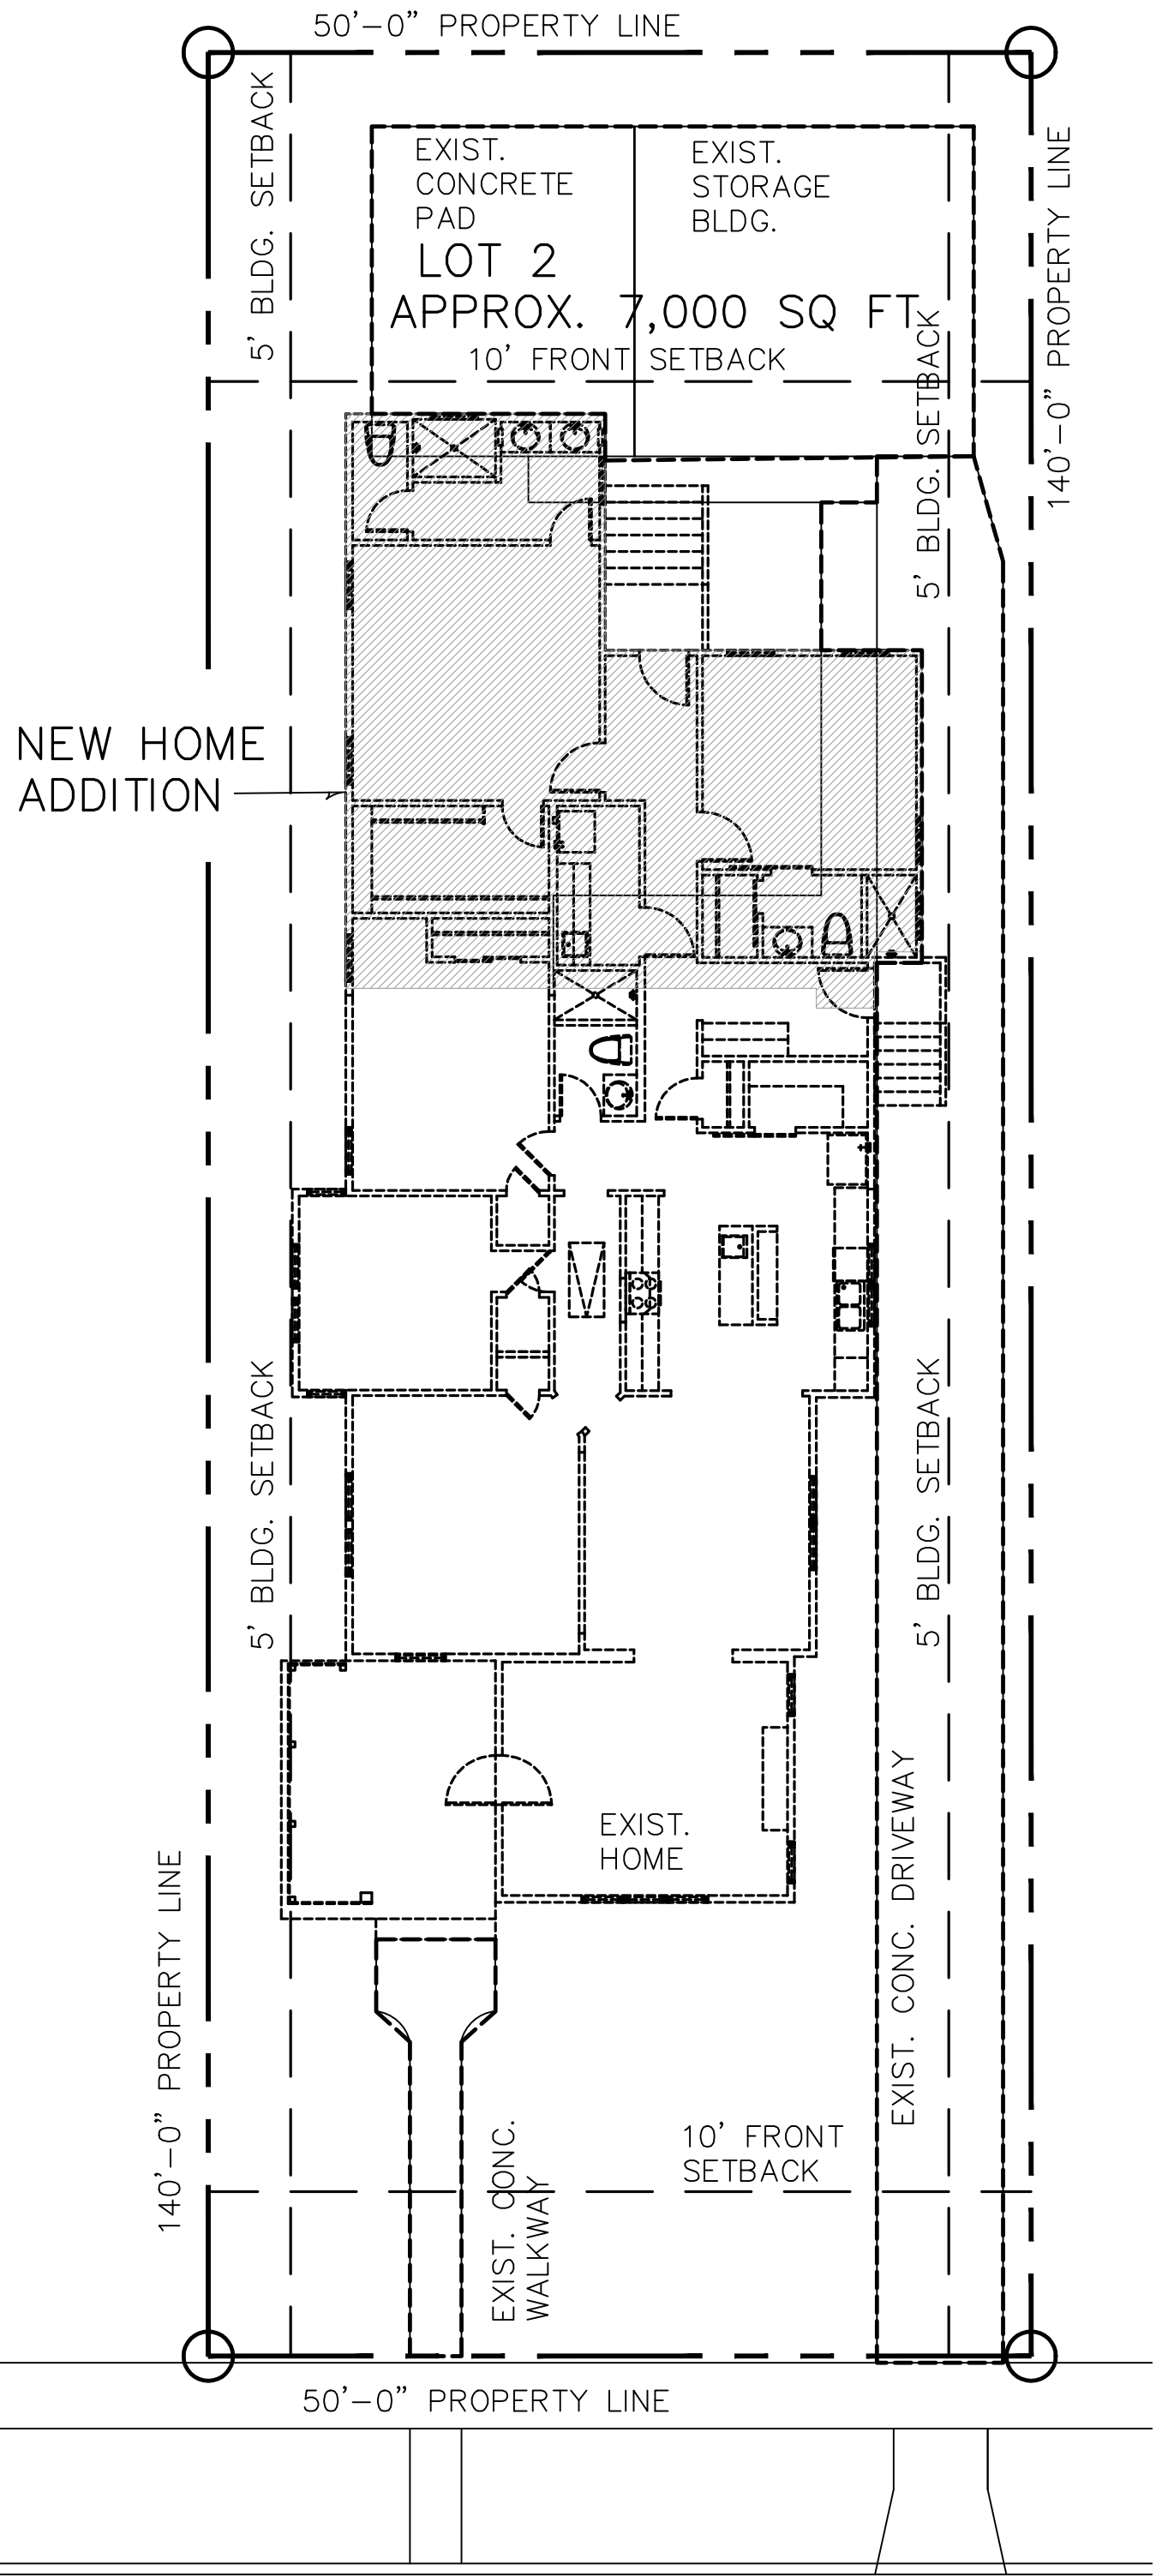 50'-0" PROPERTY LINE
5' BLDG. SETBACK
EXIST.
CONCRETE
PAD
EXIST.
STORAGE
BLDG.
140'-0" PROPERTY LINE
LOT 2
APPROX. 7,000 SQ FT
10' FRONT SETBACK
5' BLDG. SETBACK
NEW HOME
ADDITION
5' BLDG. SETBACK
5' BLDG. SETBACK
EXIST.
HOME
EXIST. CONC. DRIVEWAY
140'-0" PROPERTY LINE
10' FRONT
SETBACK
EXIST. CONC.
WALKWAY
50'-0" PROPERTY LINE